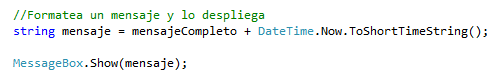 //Formatea un mensaje y lo despliega
string mensaje = mensajeCompleto + DateTime.Now.ToShortTimeString();
MessageBox.Show(mensaje);